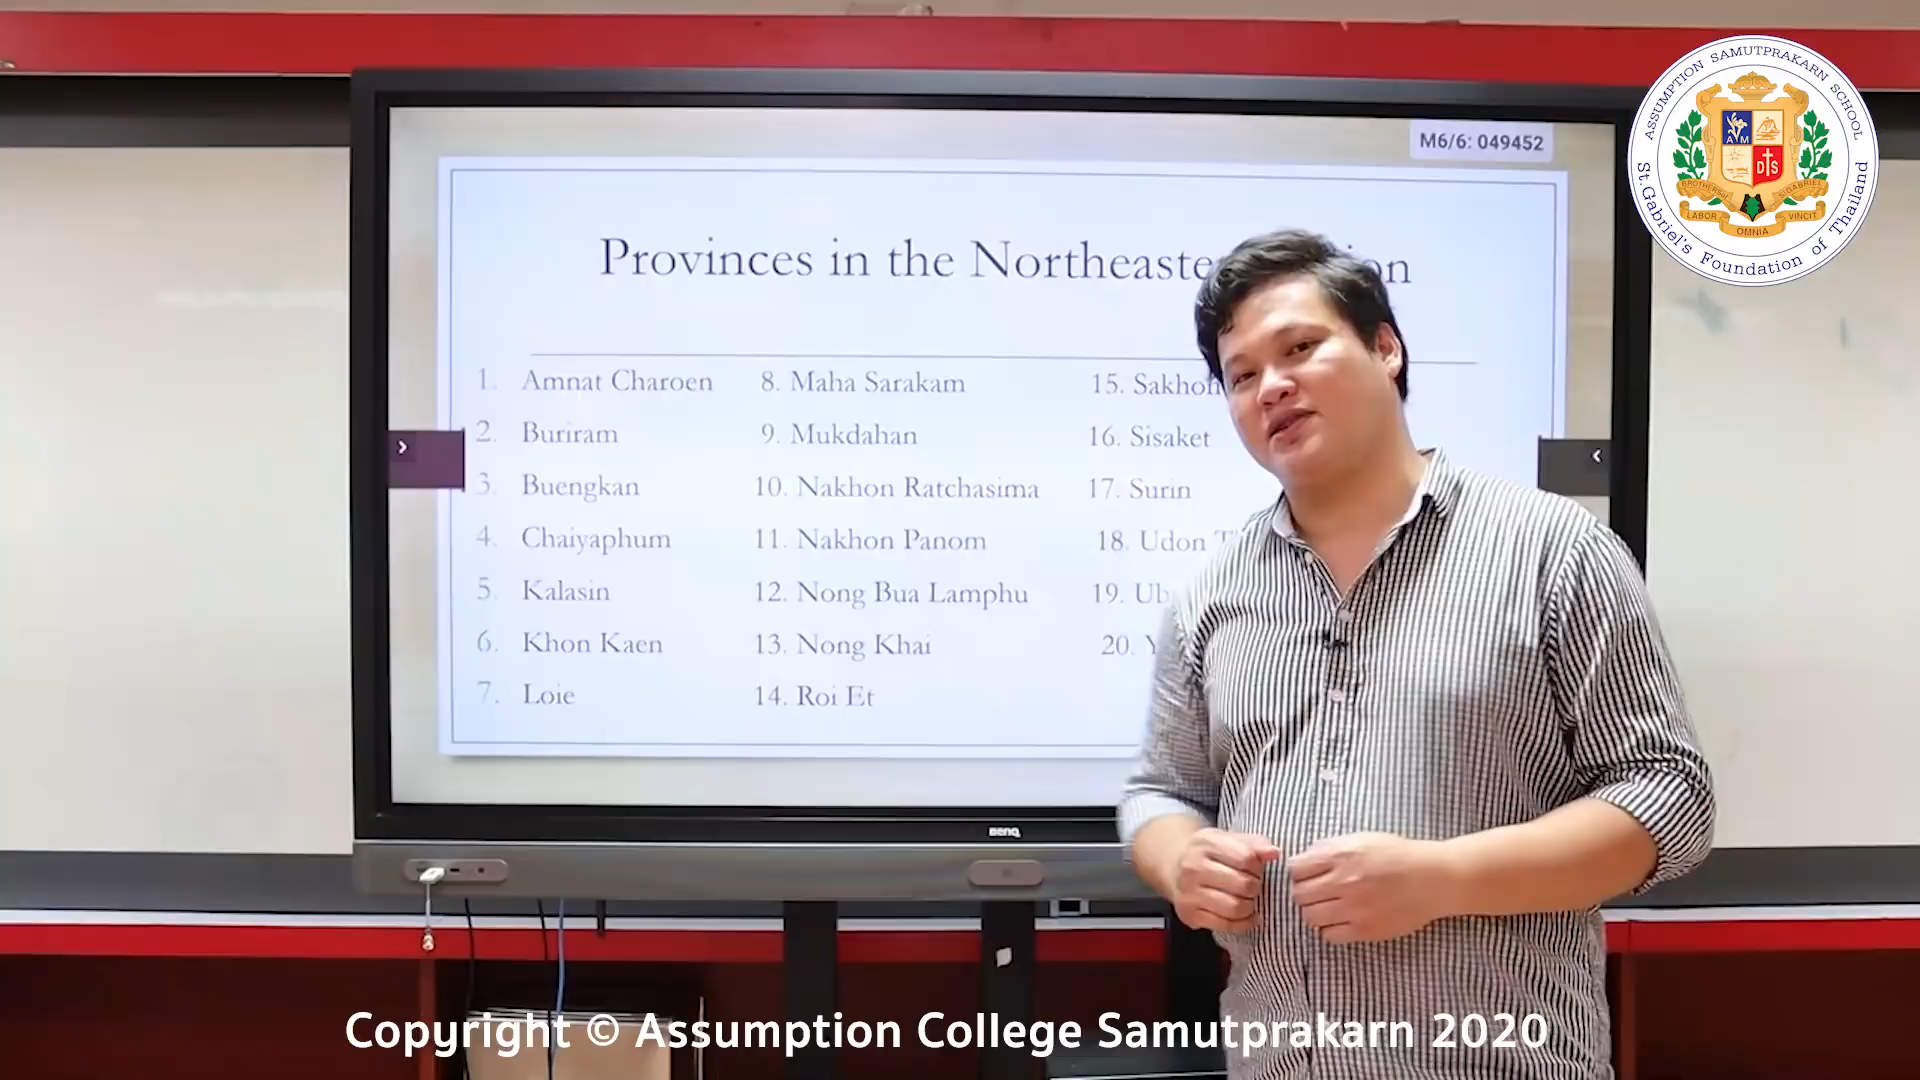 ASSUMPTION SAMUTPRAKARN SCHOOL
St.Gabriel's Foundation of Thailand
A M
D S
LABOR
OMNIA
VINCIT
M6/6: 049452
Provinces in the
1. Amnat Charoen
2. Buriram
3. Buengkan
4. Chaiyaphum
5. Kalasin
6. Khon Kaen
7. Loie
8. Maha Sarakam
9. Mukdahan
10. Nakhon Ratchasima
11. Nakhon Panom
12. Nong Bua Lamphu
13. Nong Khai
14. Roi Et
15.
16. Sisaket
17. Surin
18. Udon
19.
20.
BenQ
Copyright © Assumption College Samutprakarn 2020